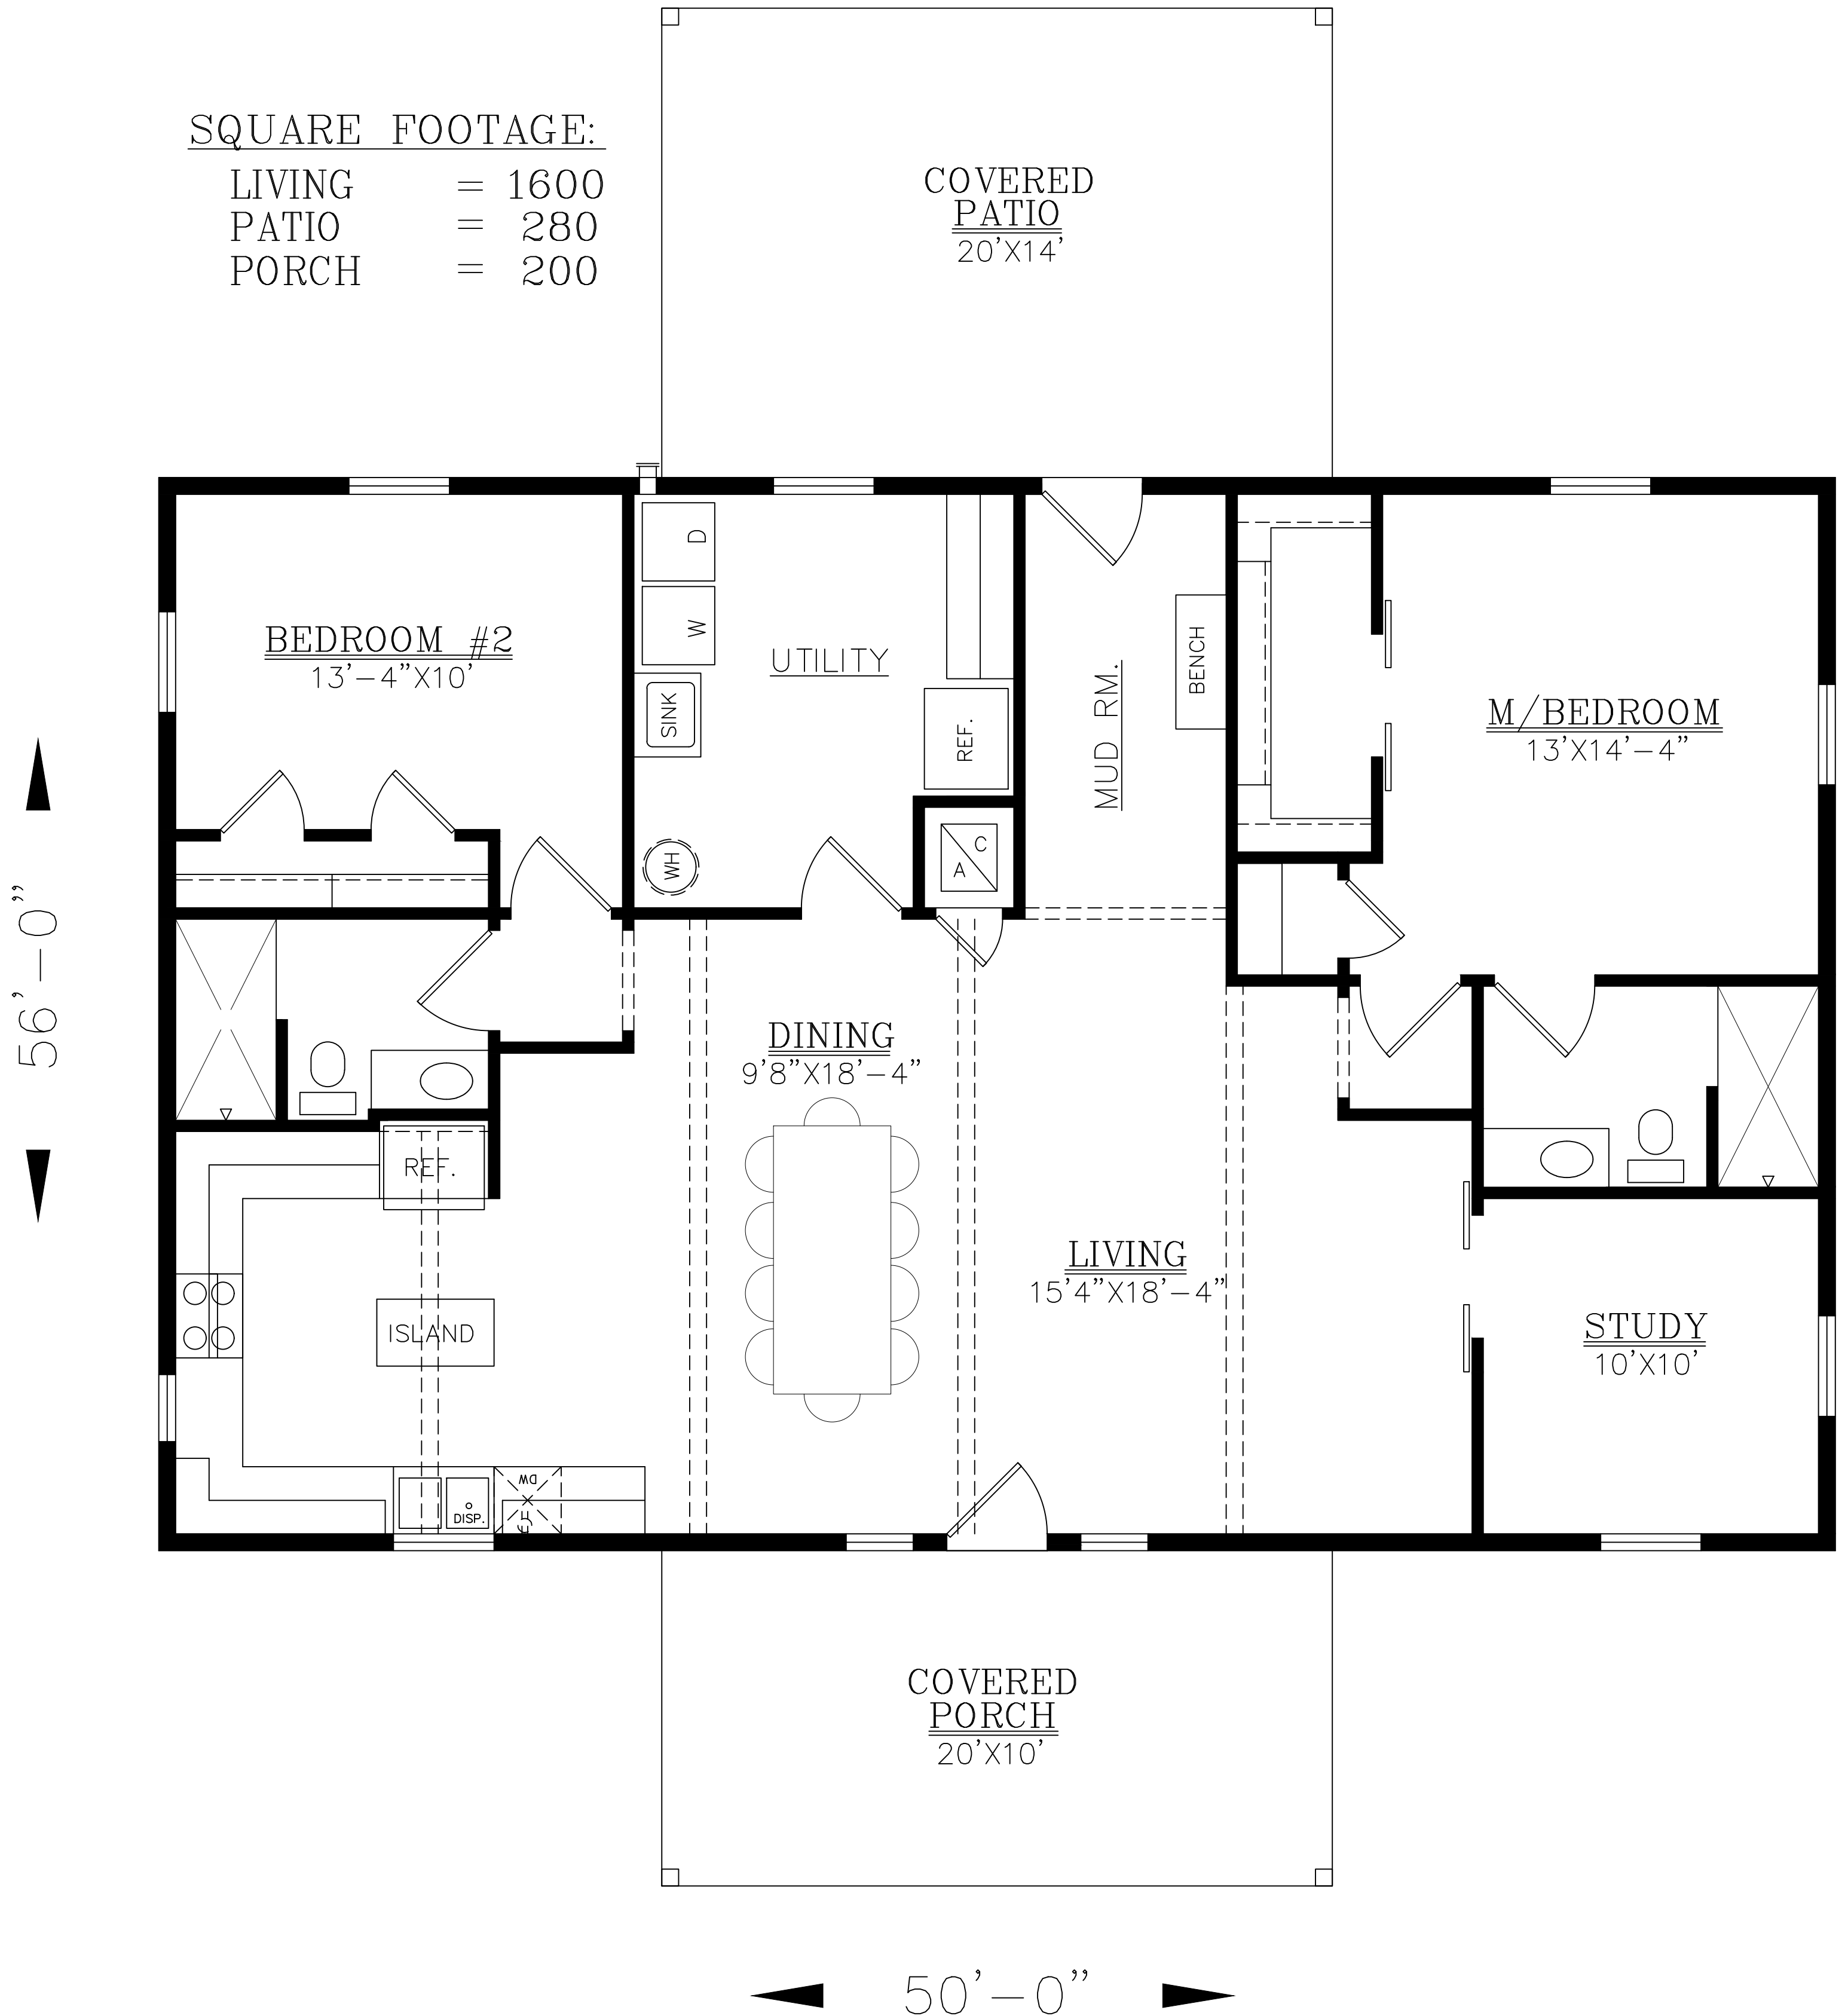 SQUARE FOOTAGE:
LIVING = 1600
PATIO = 280
PORCH = 200
COVERED
PATIO
20'X14'
BEDROOM #2
13'-4"X10'
D
W
SINK
WH
UTILITY
REF.
A C
MUD RM.
BENCH
M/BEDROOM
13'X14'-4"
56'-0"
DINING
9'8"X18'-4"
REF.
ISLAND
LIVING
15'4"X18'-4"
STUDY
10'X10'
DISP.
DW
COVERED
PORCH
20'X10'
50'-0"